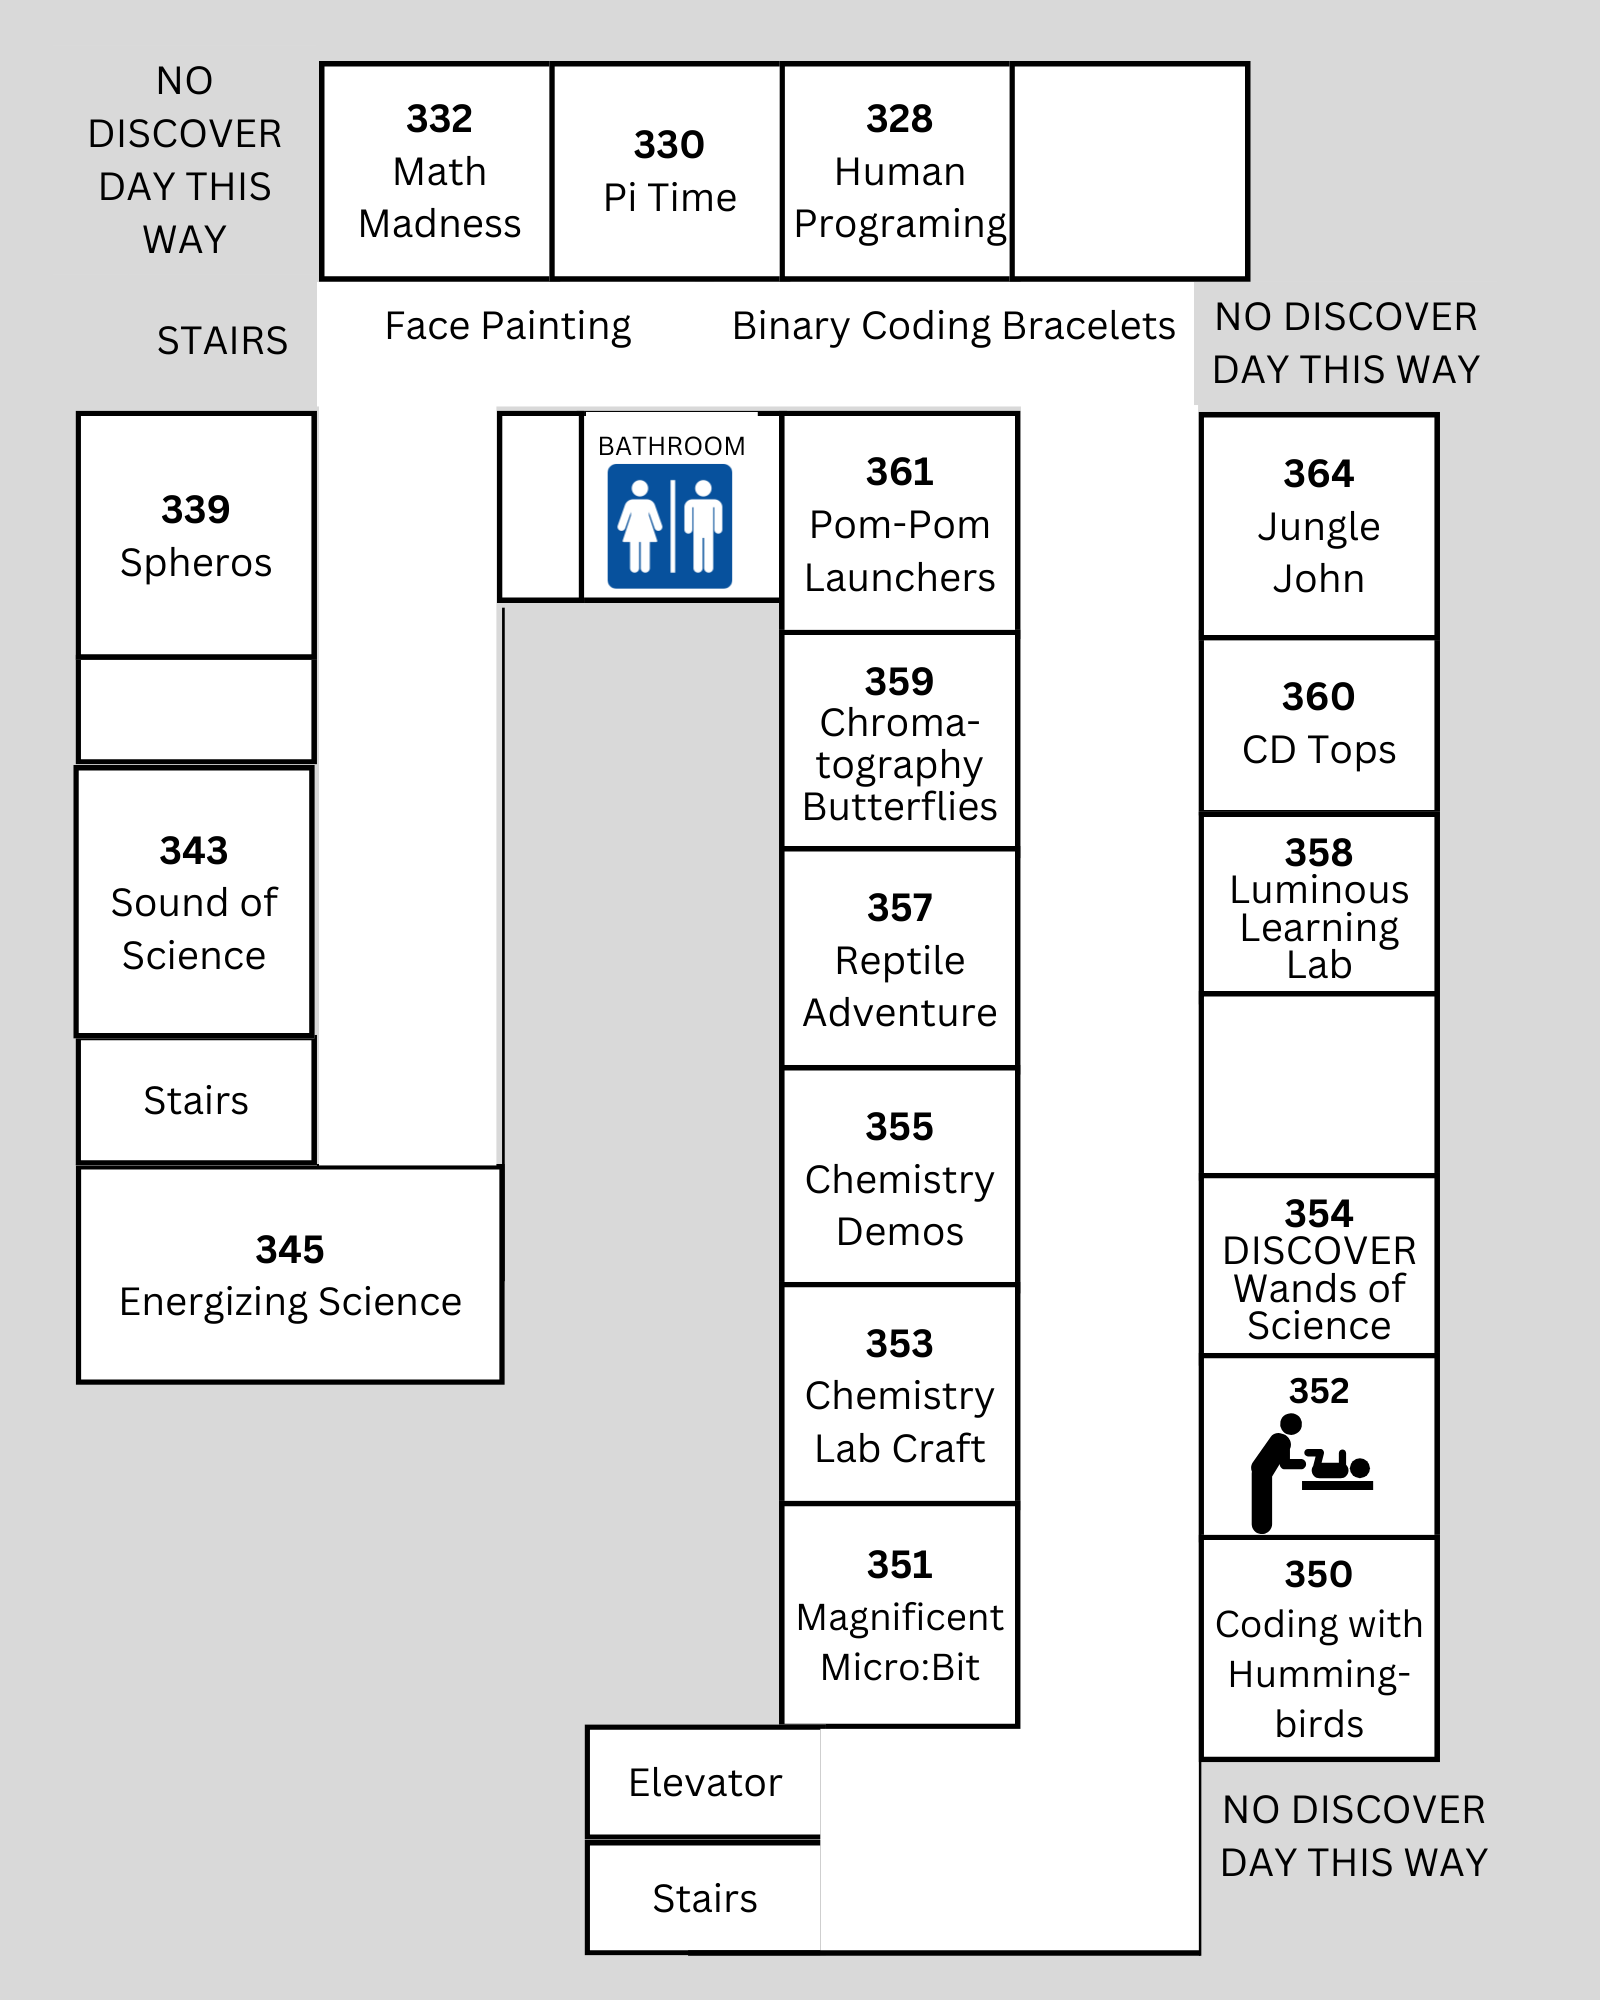 NO
DISCOVER
DAY THIS
WAY
332
Math
Madness
330
Pi Time
328
Human
Programing
STAIRS
Face Painting
Binary Coding Bracelets
NO DISCOVER
DAY THIS WAY
339
Spheros
343
Sound of
Science
Stairs
345
Energizing Science
BATHROOM
361
Pom-Pom
Launchers
359
Chroma-
tography
Butterflies
357
Reptile
Adventure
355
Chemistry
Demos
353
Chemistry
Lab Craft
351
Magnificent
Micro:Bit
Elevator
Stairs
364
Jungle
John
360
CD Tops
358
Luminous
Learning
Lab
354
DISCOVER
Wands of
Science
352
350
Coding with
Humming-
birds
NO DISCOVER
DAY THIS WAY